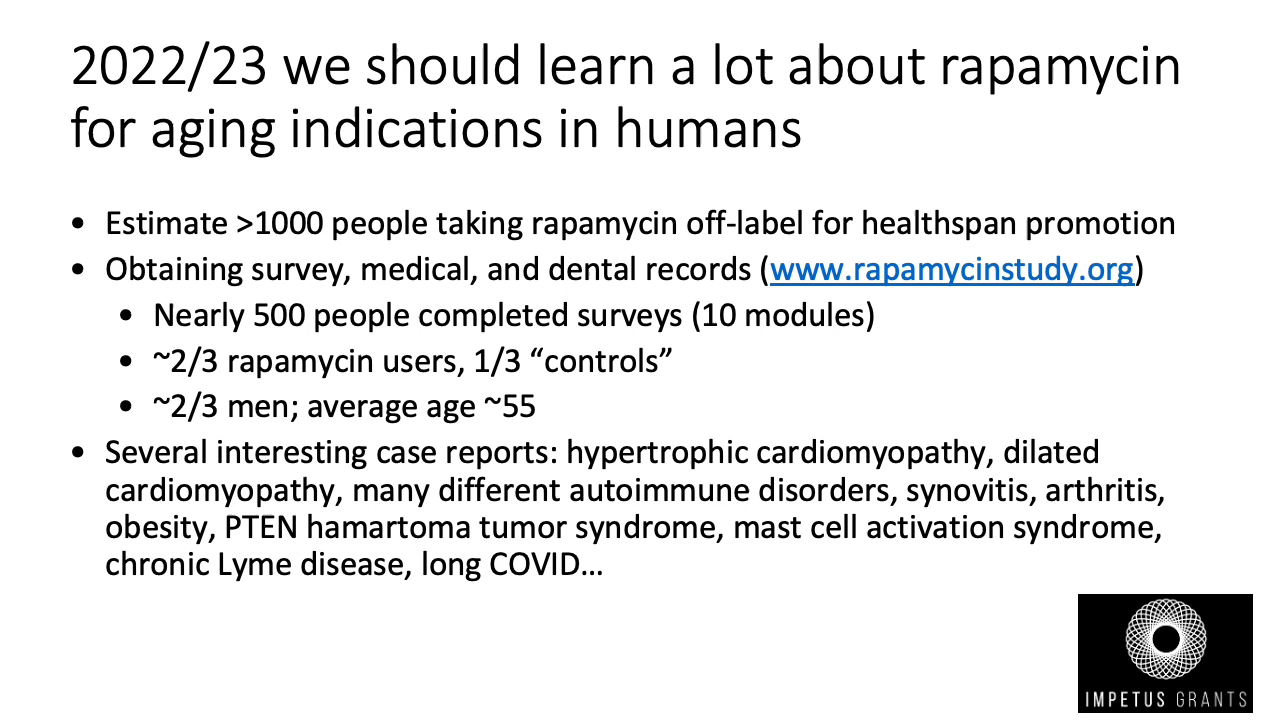 2022/23 we should learn a lot about rapamycin
for aging indications in humans
• Estimate >1000 people taking rapamycin off-label for healthspan promotion
• Obtaining survey, medical, and dental records (www.rapamycinstudy.org)
• Nearly 500 people completed surveys (10 modules)
• ~2/3 rapamycin users, 1/3 “controls”
• ~2/3 men; average age ~55
• Several interesting case reports: hypertrophic cardiomyopathy, dilated
cardiomyopathy, many different autoimmune disorders, synovitis, arthritis,
obesity, PTEN hamartoma tumor syndrome, mast cell activation syndrome,
chronic Lyme disease, long COVID…
IMPETUS GRANTS